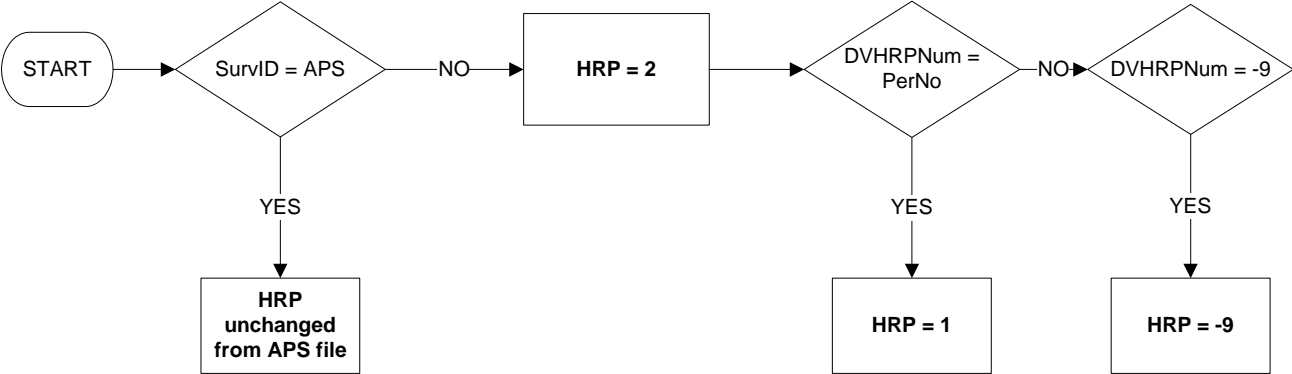 START
SurvID = APS
NO
HRP = 2
DVHRPNum =
PerNo
NO
DVHRPNum = -9
YES
YES
YES
HRP
unchanged
from APS file
HRP = 1
HRP = -9